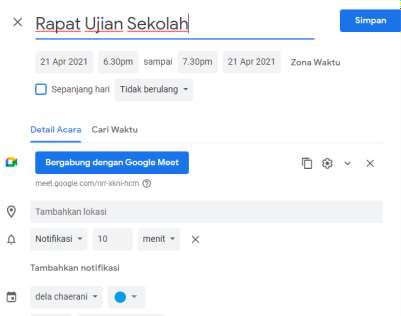 Rapat Ujian Sekolah
Simpan
21 Apr 2021 6.30pm sampai 7.30pm 21 Apr 2021 Zona Waktu
Sepanjang hari Tidak berulang
Detail Acara Cari Waktu
Bergabung dengan Google Meet
meet.google.com/nrr-xkni-hcm
Tambahkan lokasi
Notifikasi 10 menit
Tambahkan notifikasi
dela chaerani